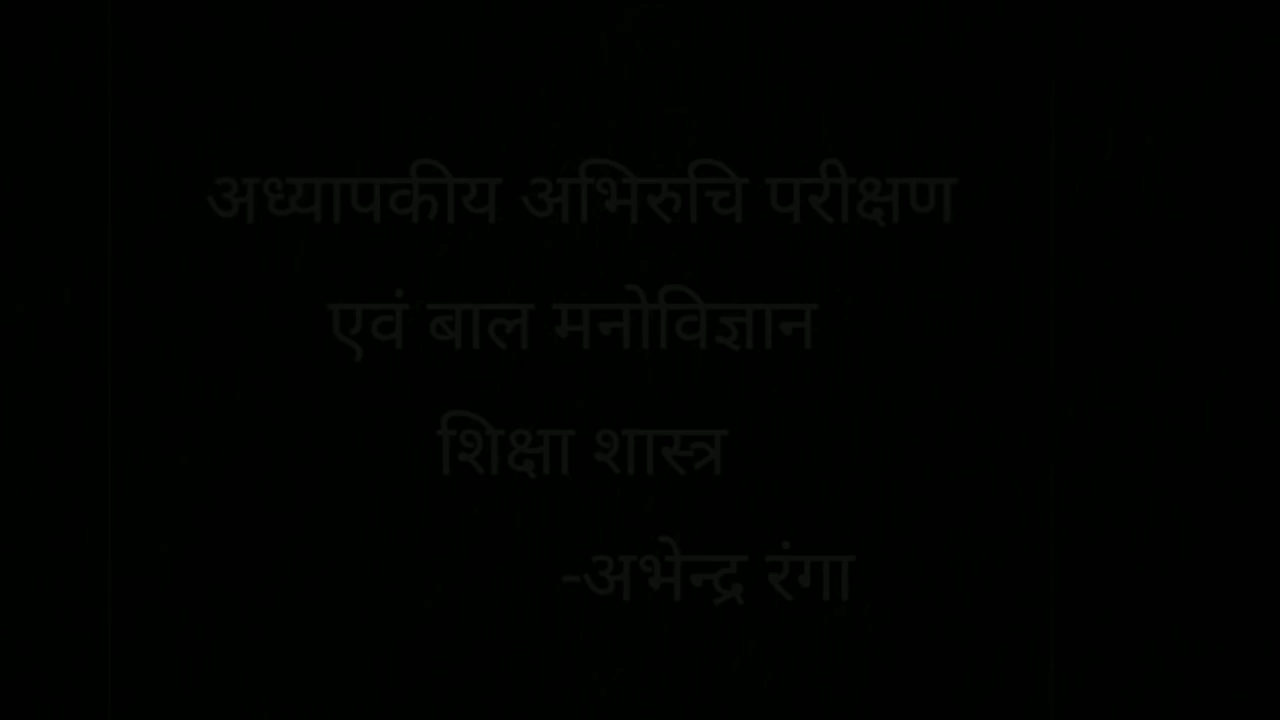 अध्यापकीय अभिरुचि परीक्षण
एवं बाल मनोविज्ञान
शिक्षा शास्त्र
-अभेन्द्र रंगा